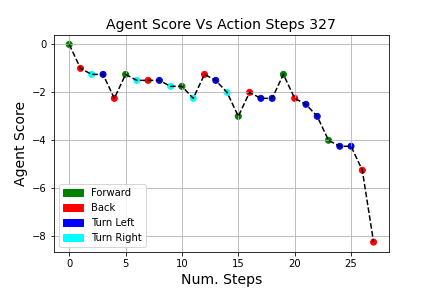 Agent Score Vs Action Steps 327
Agent Score
0
−2
−4
−6
−8
Forward
Back
Turn Left
Turn Right
0 5 10 15 20 25
Num. Steps